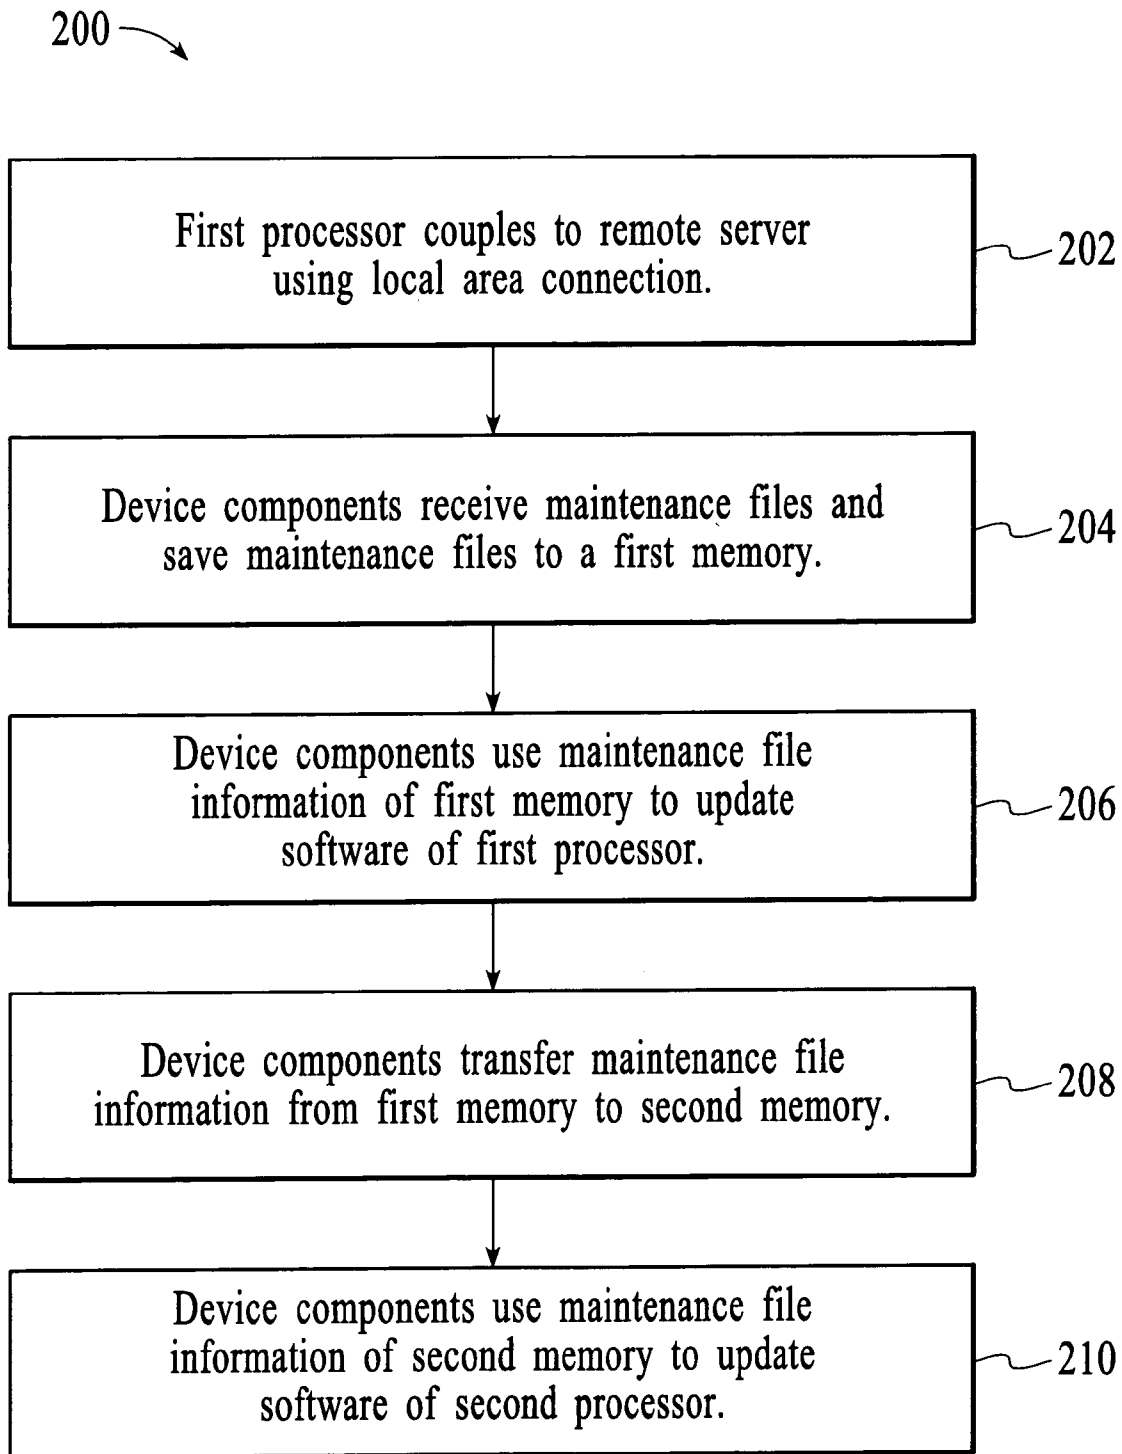 200
First processor couples to remote server
using local area connection.
202
Device components receive maintenance files and
save maintenance files to a first memory.
204
Device components use maintenance file
information of first memory to update
software of first processor.
206
Device components transfer maintenance file
information from first memory to second memory.
208
Device components use maintenance file
information of second memory to update
software of second processor.
210